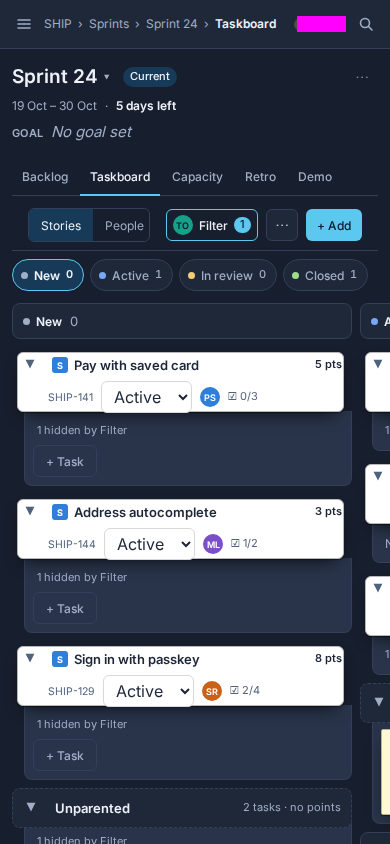 SHIP › Sprints › Sprint 24 › Taskboard
Sprint 24 ▾ Current ...
19 Oct – 30 Oct · 5 days left
GOAL No goal set
Backlog Taskboard Capacity Retro Demo
Stories People TO Filter 1 ... + Add
New 0 Active 1 In review 0 Closed 1
New 0
S Pay with saved card 5 pts
SHIP-141 Active PS ☑ 0/3
1 hidden by Filter
+ Task
S Address autocomplete 3 pts
SHIP-144 Active ML ☑ 1/2
1 hidden by Filter
+ Task
S Sign in with passkey 8 pts
SHIP-129 Active SR ☑ 2/4
1 hidden by Filter
+ Task
Unparented 2 tasks · no points
1 hidden by Filter